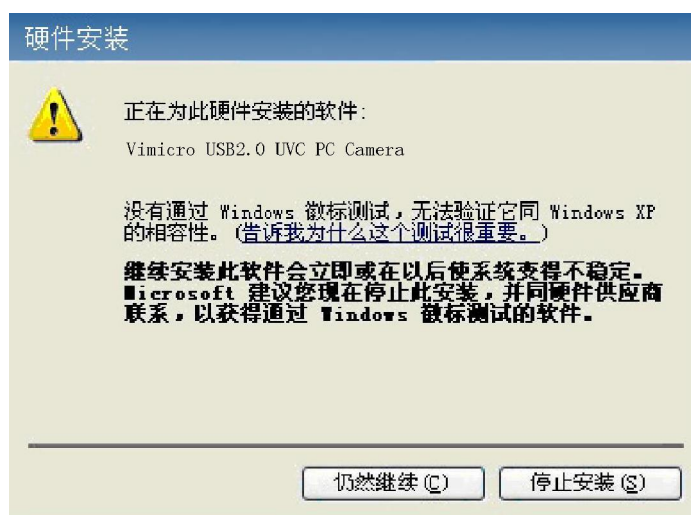 硬件安装
正在为此硬件安装的软件:
Vimicro USB2.0 UVC PC Camera
没有通过 Windows 徽标测试，无法验证它同 Windows XP
的相容性。(告诉我为什么这个测试很重要。)
继续安装此软件会立即或在以后使系统变得不稳定。
Microsoft 建议您现在停止此安装，并同硬件供应商
联系，以获得通过 Windows 徽标测试的软件。
仍然继续(C)
停止安装(S)